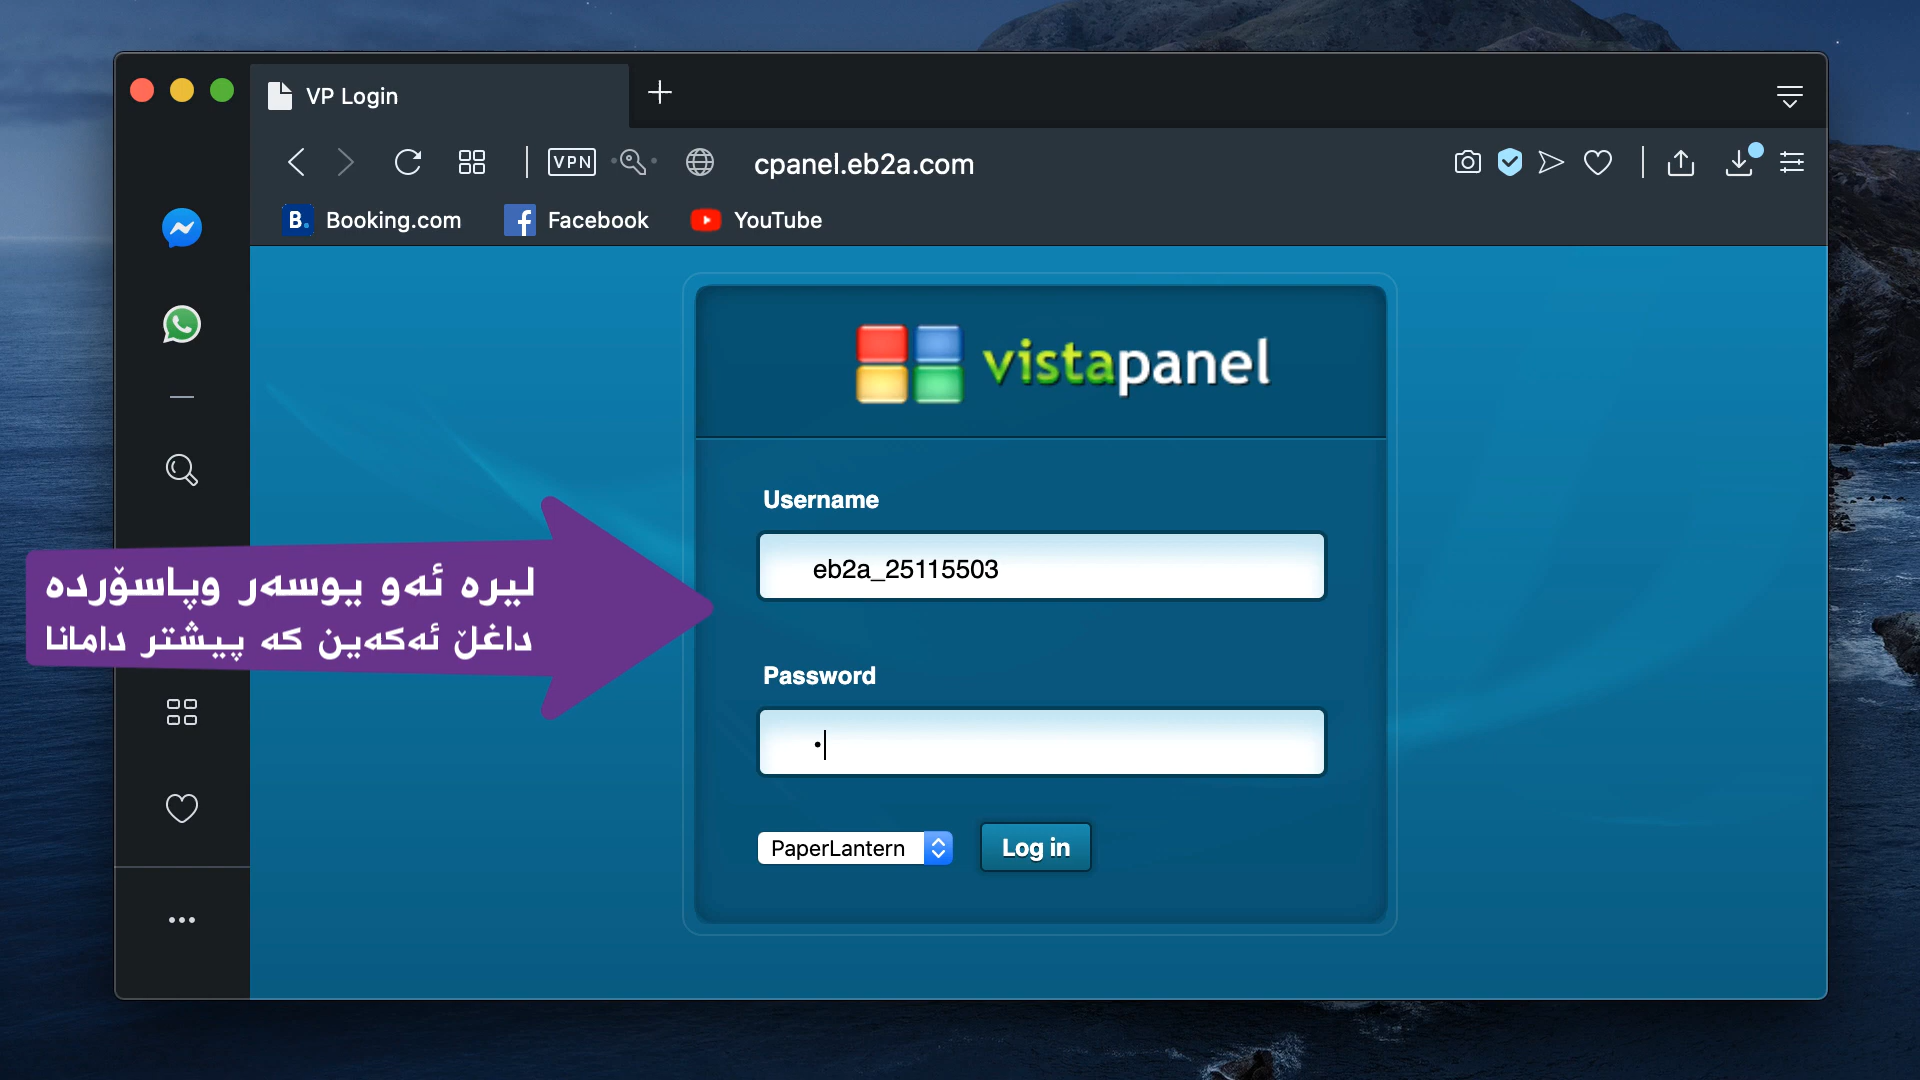 VP Login
VPN
cpanel.eb2a.com
B. Booking.com
Facebook
YouTube
vistapanel
Username
eb2a_25115503
لیره ئەو یوسەر وپاسۆردە
داغڵ ئەکەین کە پیشتر دامانا
Password
PaperLantern
Log in